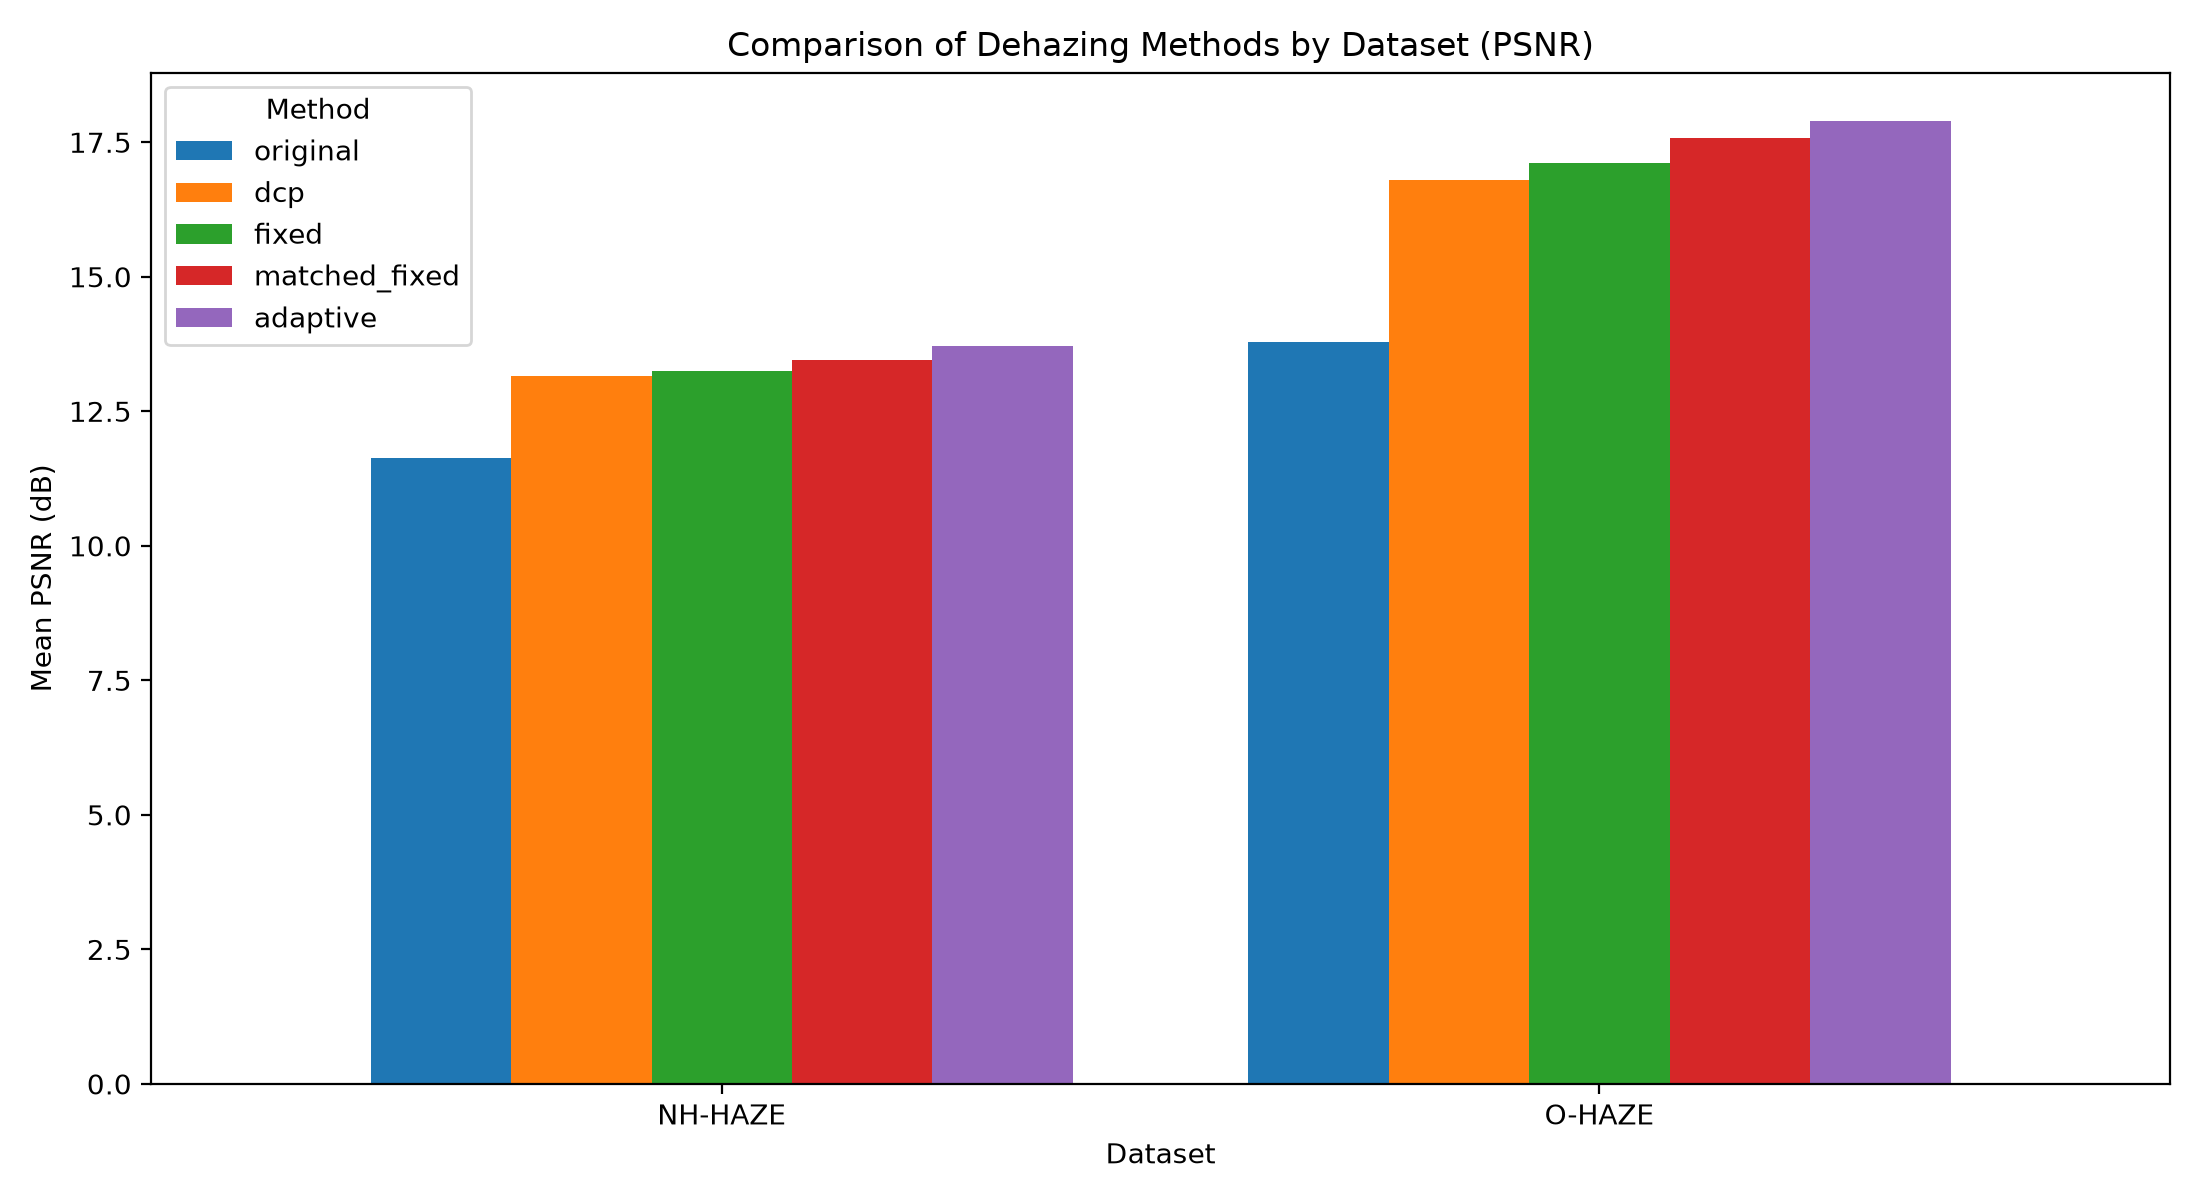 Comparison of Dehazing Methods by Dataset (PSNR)
Method
original
dcp
fixed
matched_fixed
adaptive
Mean PSNR (dB)
17.5
15.0
12.5
10.0
7.5
5.0
2.5
0.0
NH-HAZE
O-HAZE
Dataset